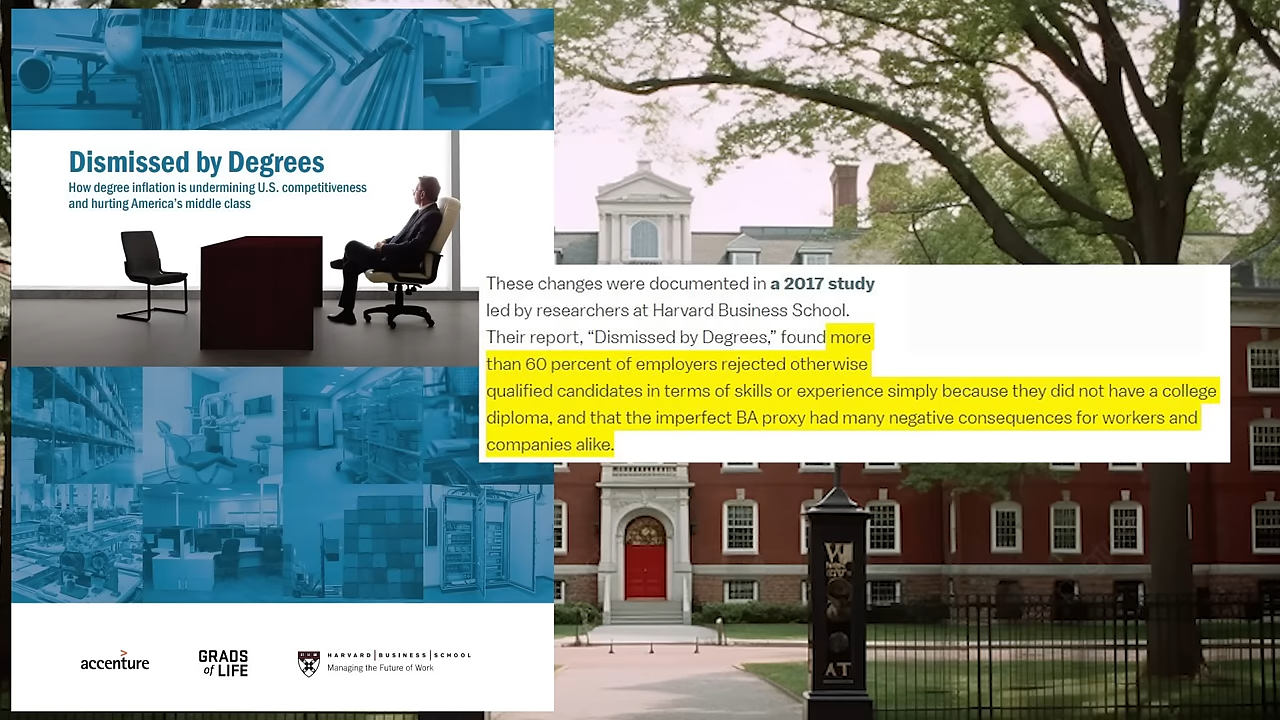 Dismissed by Degrees
How degree inflation is undermining U.S. competitiveness
and hurting America's middle class
These changes were documented in a 2017 study
led by researchers at Harvard Business School.
Their report, “Dismissed by Degrees,” found more
than 60 percent of employers rejected otherwise
qualified candidates in terms of skills or experience simply because they did not have a college
diploma, and that the imperfect BA proxy had many negative consequences for workers and
companies alike.
accenture
GRADS
of LIFE
HARVARD|BUSINESS|SCHOOL
Managing the Future of Work
W
AT